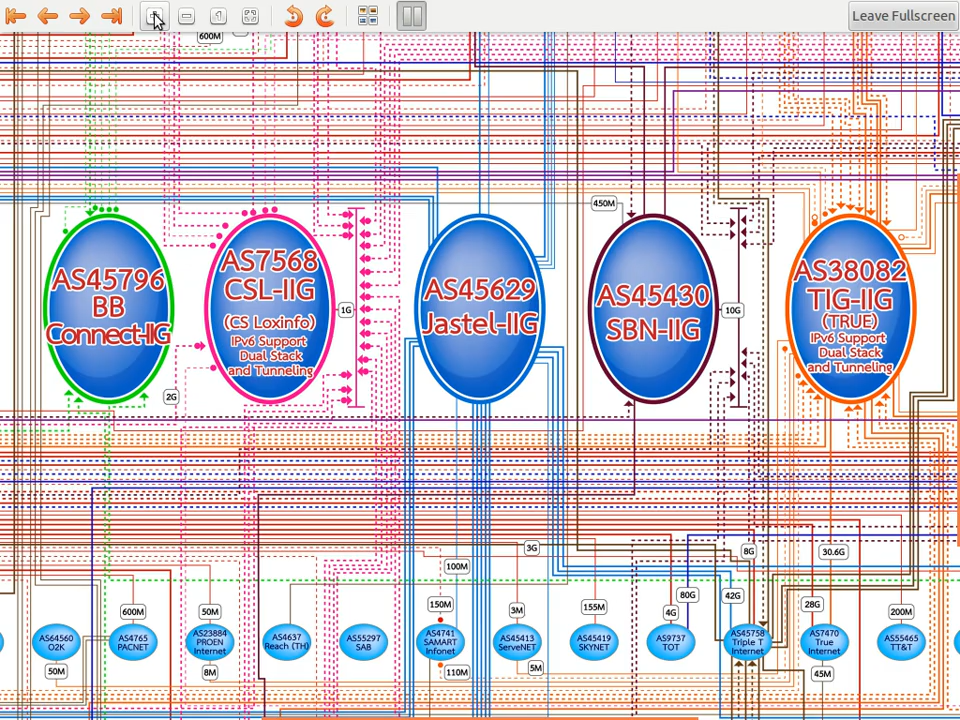 Leave Fullscreen
600M
450M
AS45796
BB
Connect-IIG
AS7568
CSL-IIG
(CS Loxinfo)
IPv6 Support
Dual Stack
and Tunneling
1G
AS45629
Jastel-IIG
AS45430
SBN-IIG
10G
AS38082
TIG-IIG
(TRUE)
IPv6 Support
Dual Stack
and Tunneling
2G
3G
8G
30.6G
100M
600M
50M
150M
3M
155M
4G
80G
42G
28G
200M
AS64560
O2K
AS4765
PACNET
AS23884
PROEN
Internet
AS4637
Reach (TH)
AS55297
SAB
AS4741
SAMART
Infonet
AS45413
ServeNET
AS45419
SKYNET
AS9737
TOT
AS45758
Triple T
Internet
AS7470
True
Internet
AS55465
TT&T
50M
8M
110M
5M
45M